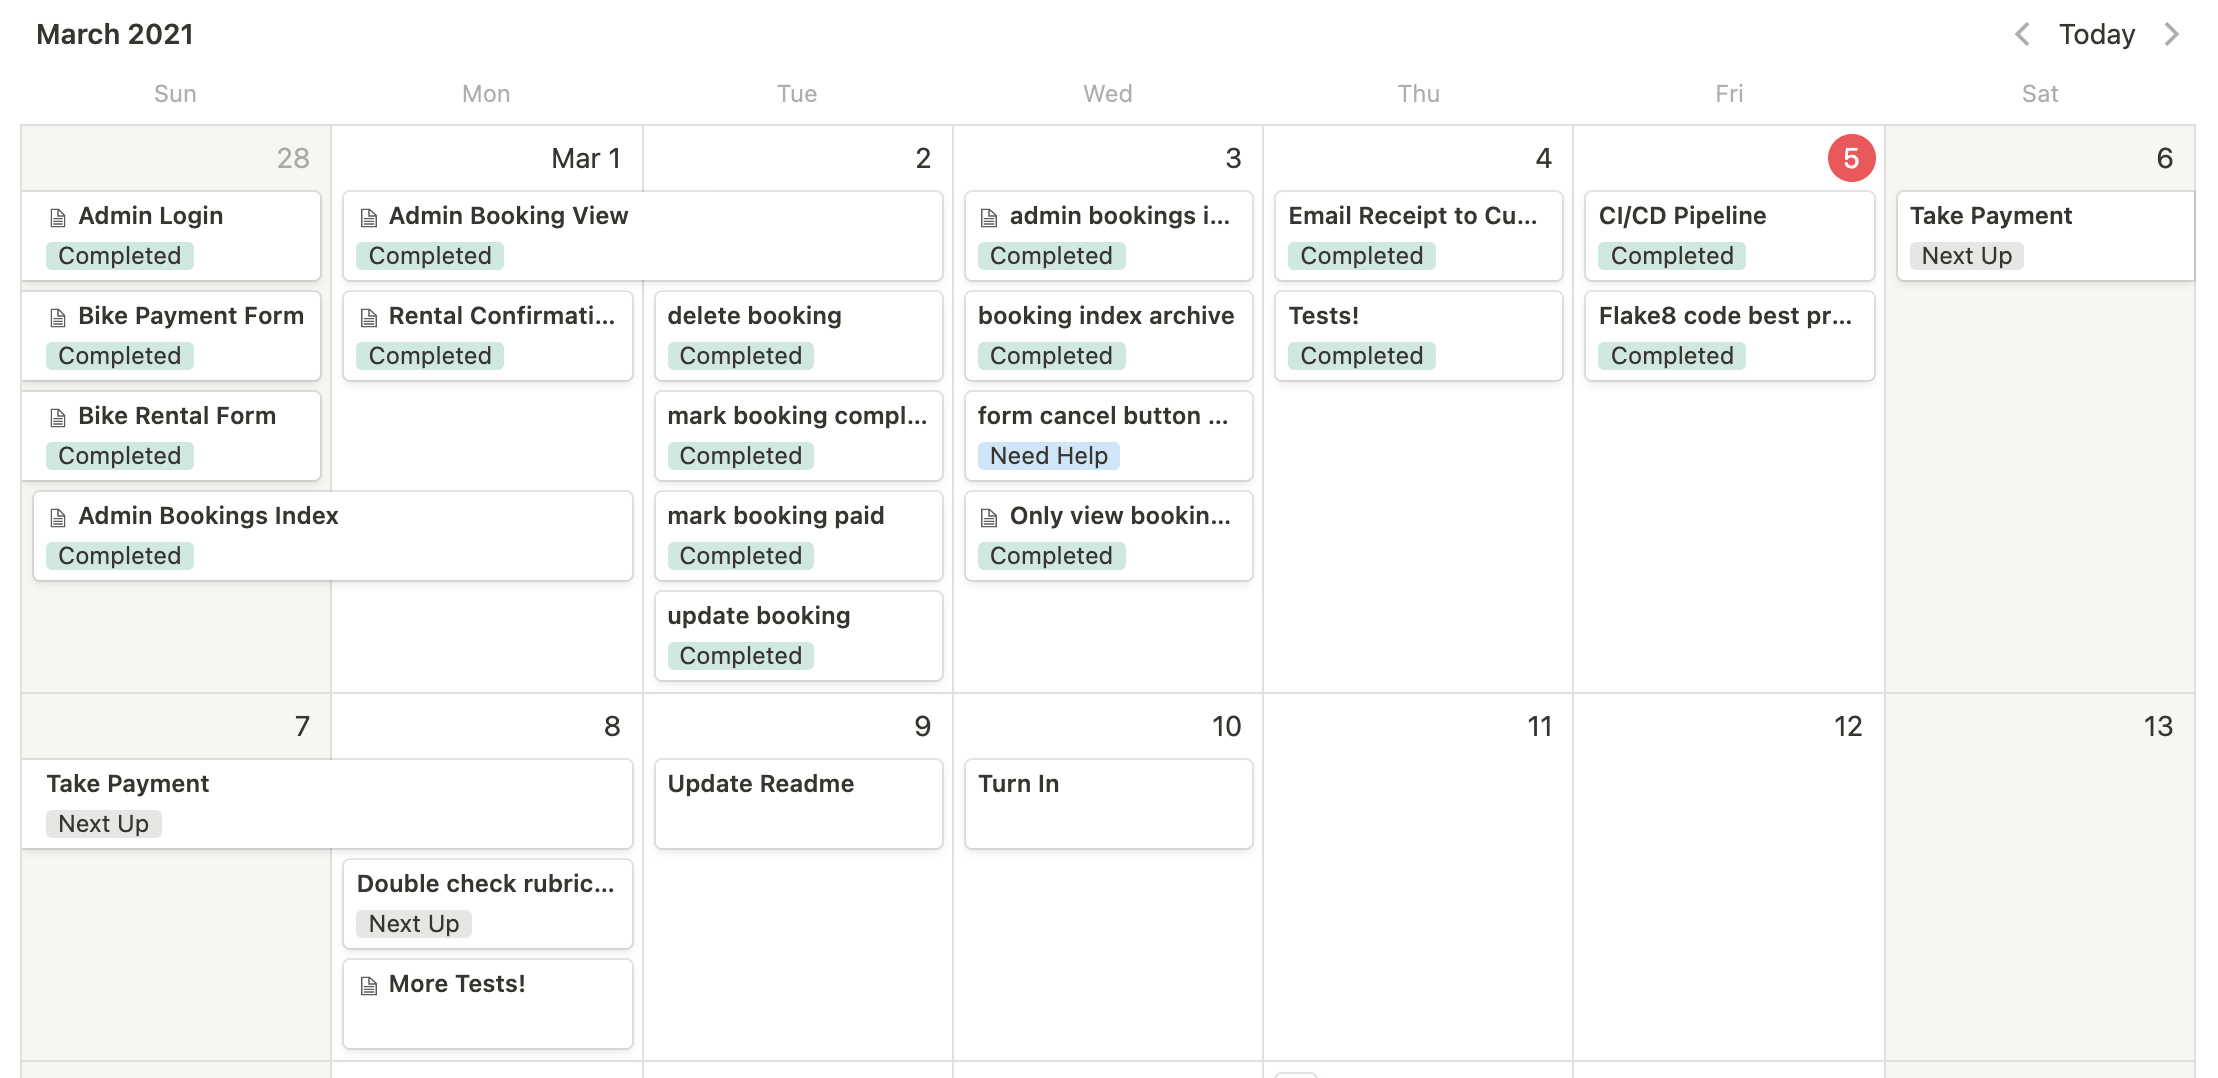 March 2021
Today
Sun Mon Tue Wed Thu Fri Sat
28 Mar 1 2 3 4 5 6
Admin Login
Completed
Bike Payment Form
Completed
Bike Rental Form
Completed
Admin Bookings Index
Completed
Admin Booking View
Completed
Rental Confirmati...
Completed
delete booking
Completed
mark booking compl...
Completed
mark booking paid
Completed
update booking
Completed
admin bookings i...
Completed
booking index archive
Completed
form cancel button ...
Need Help
Only view bookin...
Completed
Email Receipt to Cu...
Completed
Tests!
Completed
CI/CD Pipeline
Completed
Flake8 code best pr...
Completed
Take Payment
Next Up
7 8 9 10 11 12 13
Take Payment
Next Up
Double check rubric...
Next Up
More Tests!
Update Readme
Turn In